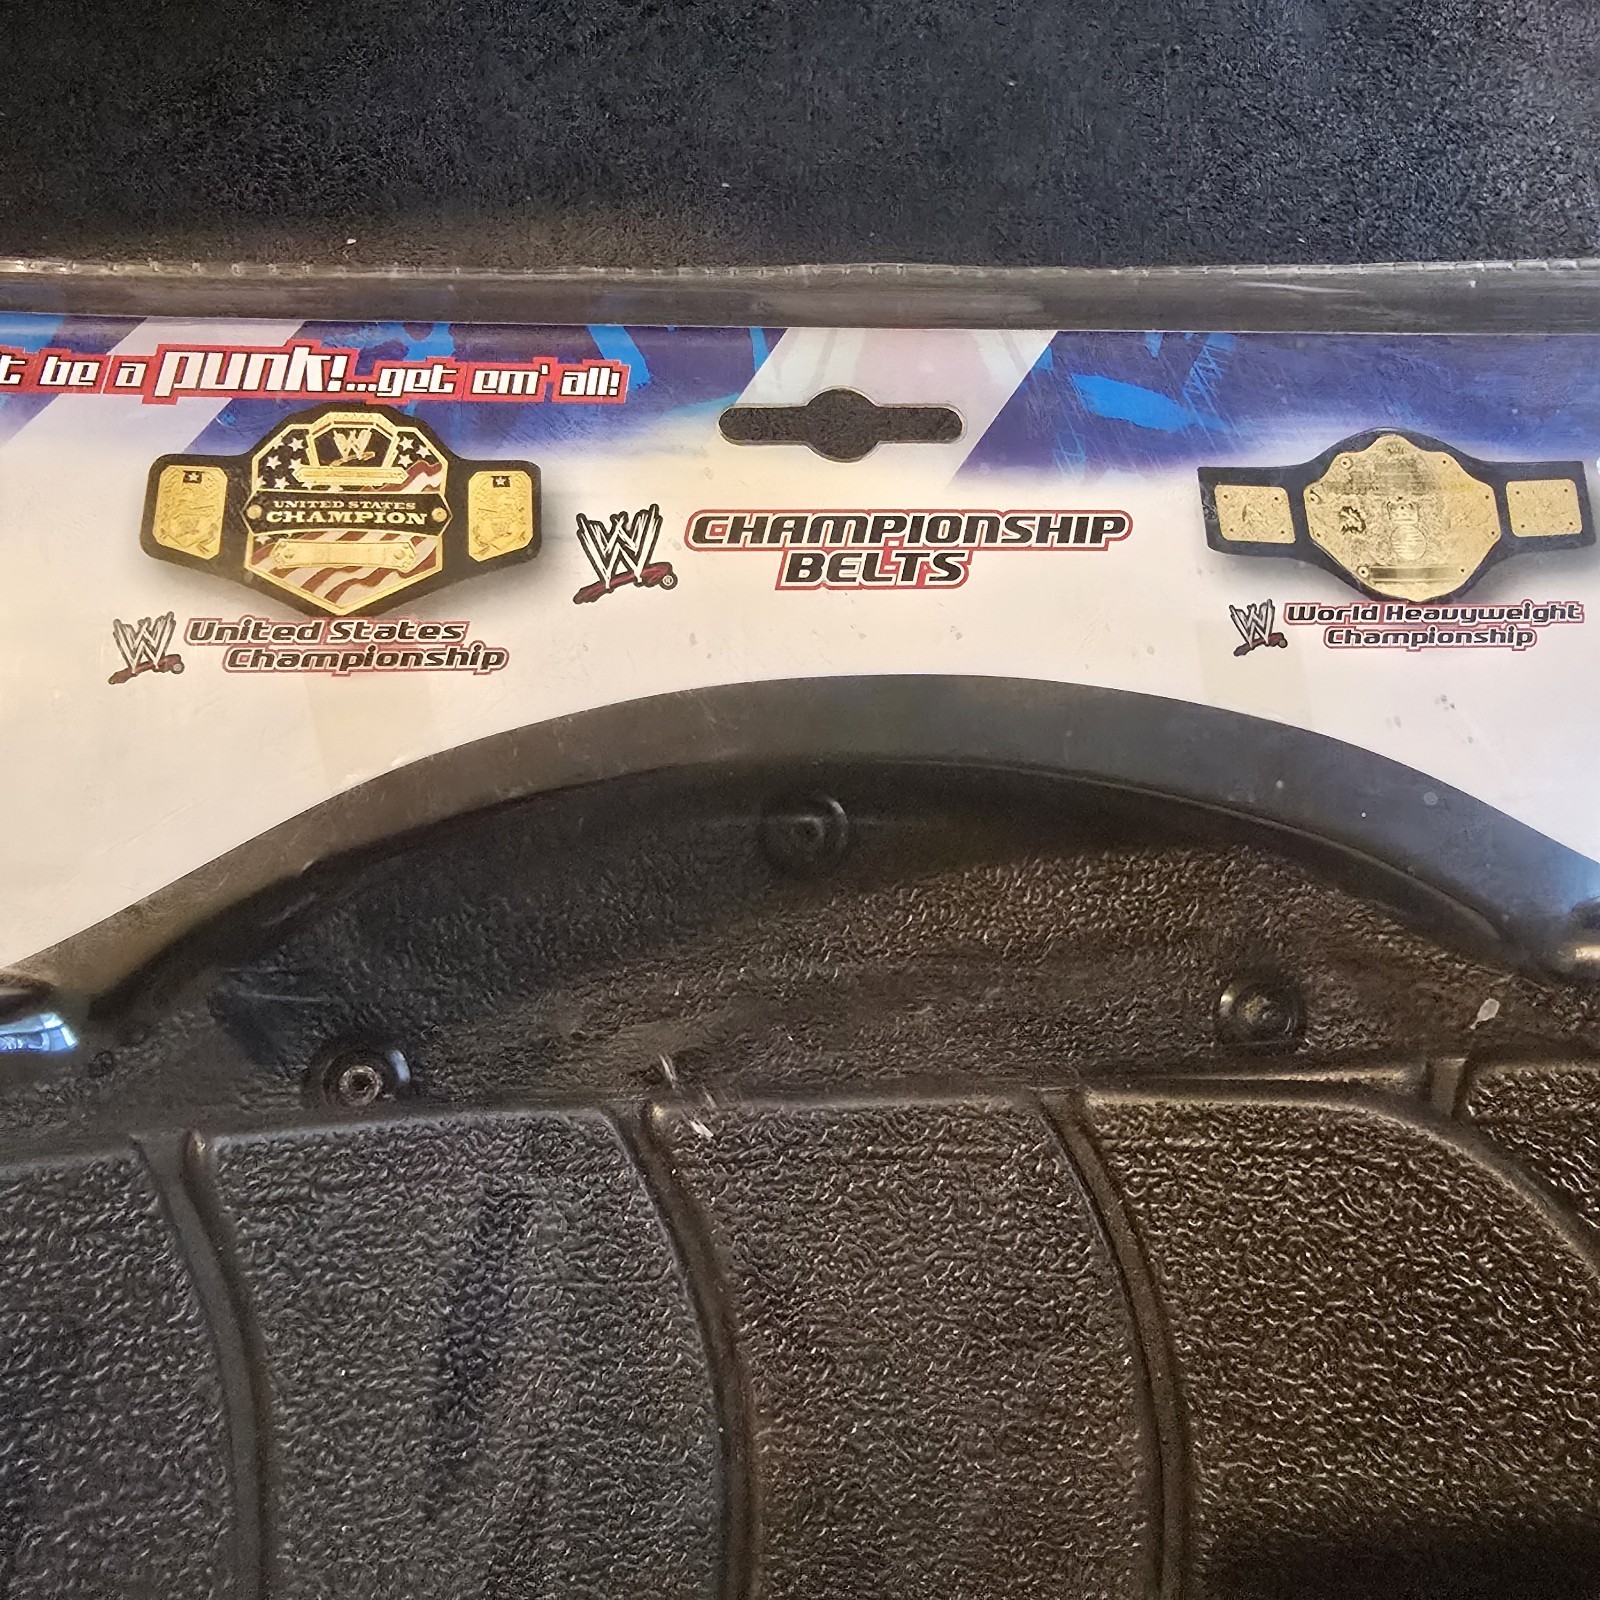 t be a punk!...get em' all!
W
UNITED STATES
CHAMPION
W CHAMPIONSHIP
BELTS
W United States
Championship
W World Heavyweight
Championship